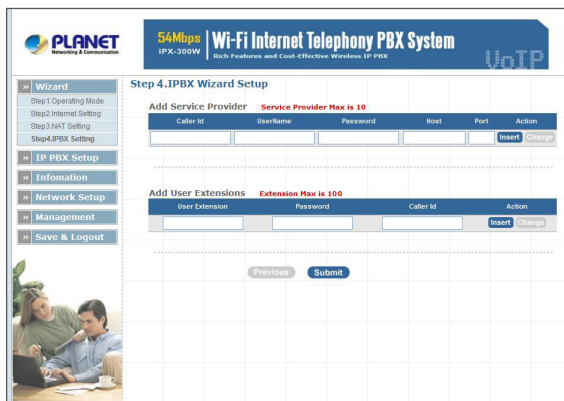 PLANET
Networking & Communication
54Mbps Wi-Fi Internet Telephony PBX System
IPX-300W Rich Features and Cost-Effective Wireless IP PBX
VoIP
» Wizard
Step1.Operating Mode
Step2.Internet Setting
Step3.NAT Setting
Step4.IPBX Setting
» IP PBX Setup
» Infomation
» Network Setup
» Management
» Save & Logout
Step 4.IPBX Wizard Setup
Add Service Provider Service Provider Max is 10
Caller Id UserName Password Host Port Action
Insert Change
Add User Extensions Extension Max is 100
User Extension Password Caller Id Action
Insert Change
Previous Submit